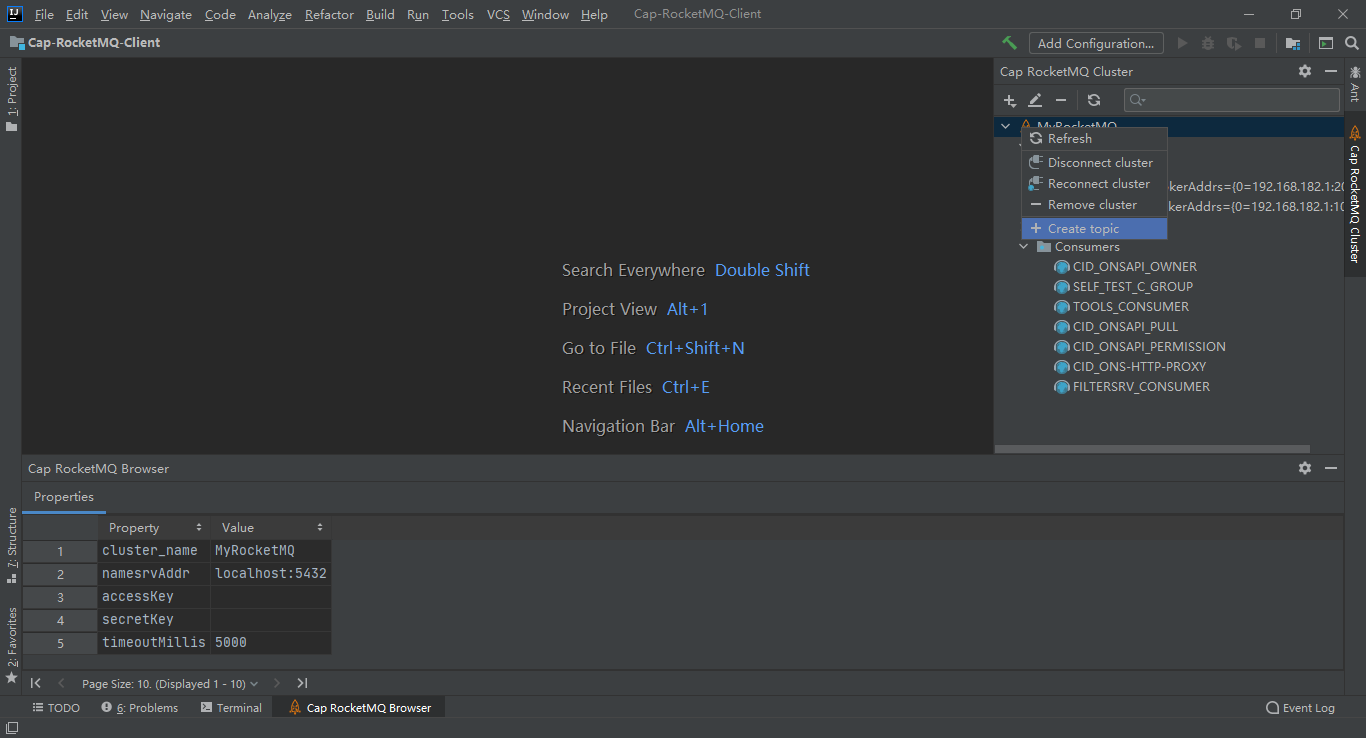 File Edit View Navigate Code Analyze Refactor Build Run Tools VCS Window Help Cap-RocketMQ-Client
Cap-RocketMQ-Client Add Configuration...
1: Project
7: Structure
2: Favorites
Search Everywhere Double Shift
Project View Alt+1
Go to File Ctrl+Shift+N
Recent Files Ctrl+E
Navigation Bar Alt+Home
Cap RocketMQ Cluster
MyRocketMQ
Refresh
Disconnect cluster
Reconnect cluster
Remove cluster
Create topic
kerAddrs={0=192.168.182.1:20
kerAddrs={0=192.168.182.1:10
Consumers
CID_ONSAPI_OWNER
SELF_TEST_C_GROUP
TOOLS_CONSUMER
CID_ONSAPI_PULL
CID_ONSAPI_PERMISSION
CID_ONS-HTTP-PROXY
FILTERSRV_CONSUMER
Ant
Cap RocketMQ Cluster
Cap RocketMQ Browser
Properties
Property Value
1 cluster_name MyRocketMQ
2 namesrvAddr localhost:5432
3 accessKey
4 secretKey
5 timeoutMillis 5000
Page Size: 10. (Displayed 1 - 10)
TODO 6: Problems Terminal Cap RocketMQ Browser Event Log